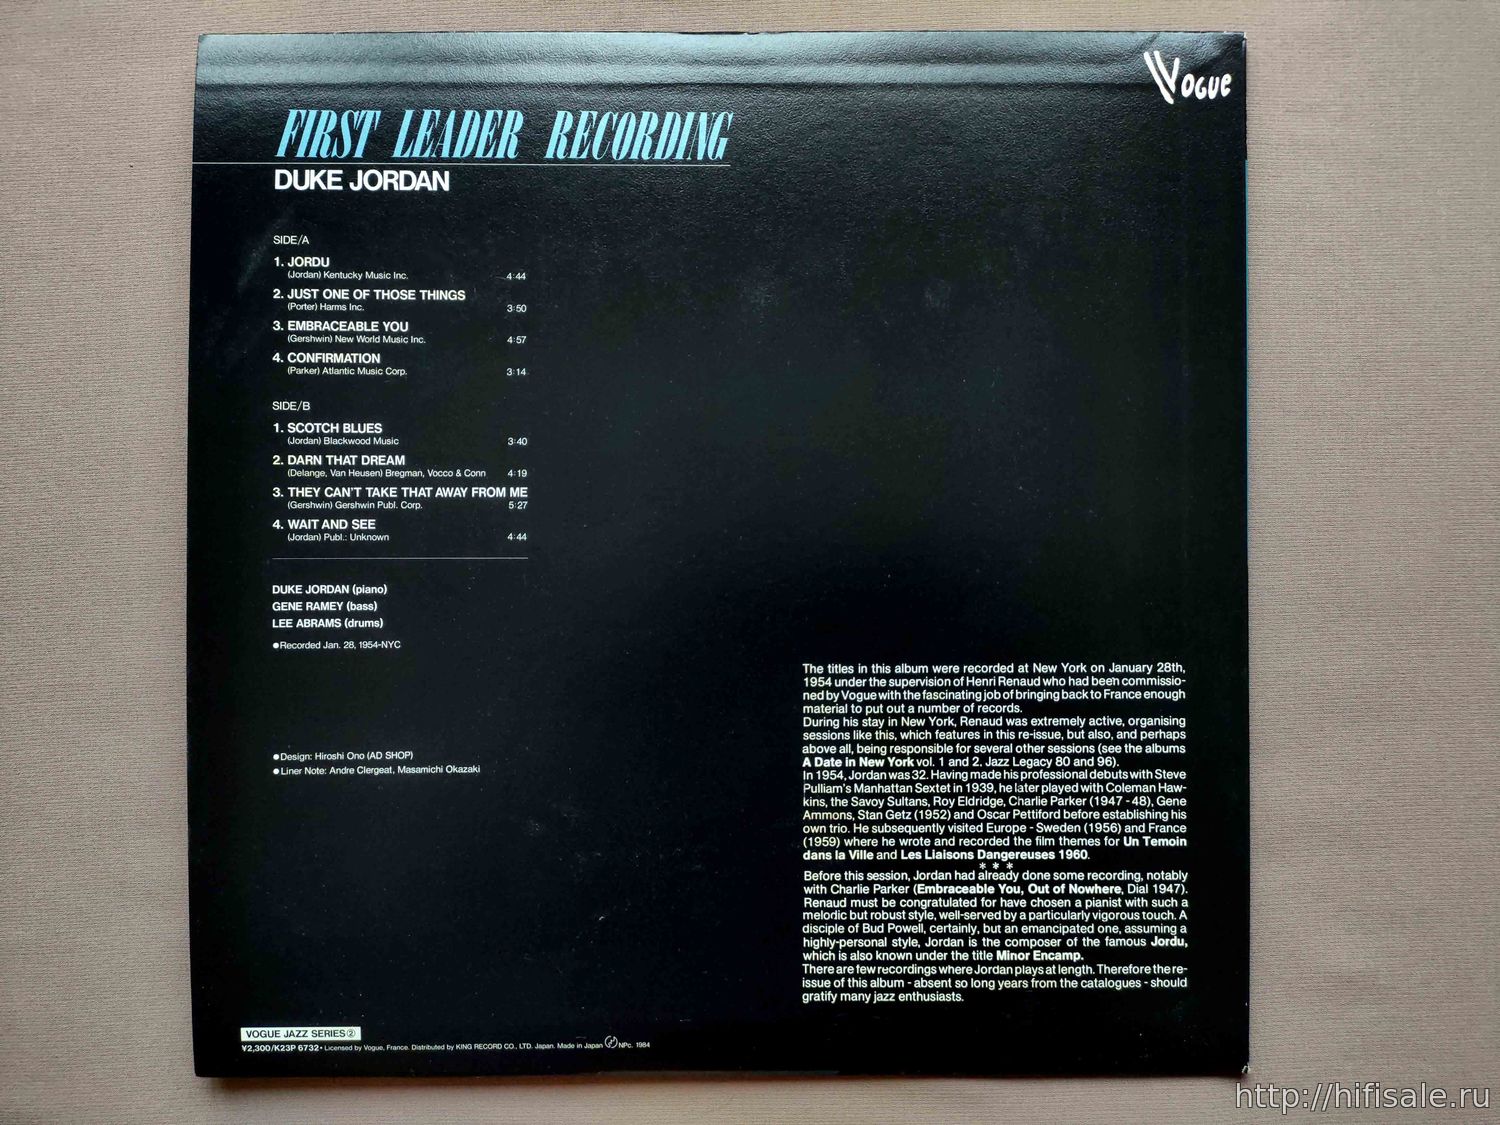 Vogue
FIRST LEADER RECORDING
DUKE JORDAN
SIDE/A
1. JORDU
(Jordan) Kentucky Music Inc. 4:44
2. JUST ONE OF THOSE THINGS
(Porter) Harms Inc. 3:50
3. EMBRACEABLE YOU
(Gershwin) New World Music Inc. 4:57
4. CONFIRMATION
(Parker) Atlantic Music Corp. 3:14
SIDE/B
1. SCOTCH BLUES
(Jordan) Blackwood Music 3:40
2. DARN THAT DREAM
(Delange, Van Heusen) Bregman, Vocco & Conn 4:19
3. THEY CAN'T TAKE THAT AWAY FROM ME
(Gershwin) Gershwin Publ. Corp. 5:27
4. WAIT AND SEE
(Jordan) Publ.: Unknown 4:44
DUKE JORDAN (piano)
GENE RAMEY (bass)
LEE ABRAMS (drums)
●Recorded Jan. 28, 1954-NYC
●Design: Hiroshi Ono (AD SHOP)
●Liner Note: Andre Clergeat, Masamichi Okazaki
The titles in this album were recorded at New York on January 28th,
1954 under the supervision of Henri Renaud who had been commissio-
ned by Vogue with the fascinating job of bringing back to France enough
material to put out a number of records.
During his stay in New York, Renaud was extremely active, organising
sessions like this, which features in this re-issue, but also, and perhaps
above all, being responsible for several other sessions (see the albums
A Date in New York vol. 1 and 2. Jazz Legacy 80 and 96).
In 1954, Jordan was 32. Having made his professional debuts with Steve
Pulliam's Manhattan Sextet in 1939, he later played with Coleman Haw-
kins, the Savoy Sultans, Roy Eldridge, Charlie Parker (1947 - 48), Gene
Ammons, Stan Getz (1952) and Oscar Pettiford before establishing his
own trio. He subsequently visited Europe - Sweden (1956) and France
(1959) where he wrote and recorded the film themes for Un Temoin
dans la Ville and Les Liaisons Dangereuses 1960.
* * *
Before this session, Jordan had already done some recording, notably
with Charlie Parker (Embraceable You, Out of Nowhere, Dial 1947).
Renaud must be congratulated for have chosen a pianist with such a
melodic but robust style, well-served by a particularly vigorous touch. A
disciple of Bud Powell, certainly, but an emancipated one, assuming a
highly-personal style, Jordan is the composer of the famous Jordu,
which is also known under the title Minor Encamp.
There are few recordings where Jordan plays at length. Therefore the re-
issue of this album - absent so long years from the catalogues - should
gratify many jazz enthusiasts.
VOGUE JAZZ SERIES②
¥2,300/K23P 6732• Licensed by Vogue, France. Distributed by KING RECORD CO., LTD. Japan. Made in Japan NPc. 1984
http://hifisale.ru